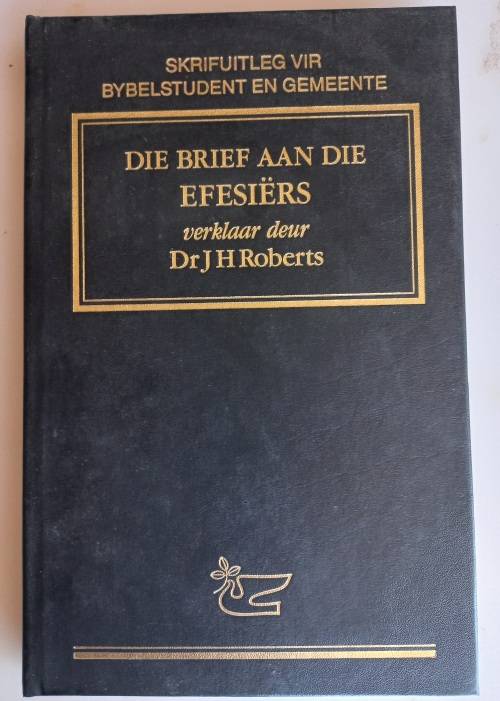 SKRIFUITLEG VIR
BYBELSTUDENT EN GEMEENTE
DIE BRIEF AAN DIE
EFESIËRS
verklaar deur
Dr J H Roberts